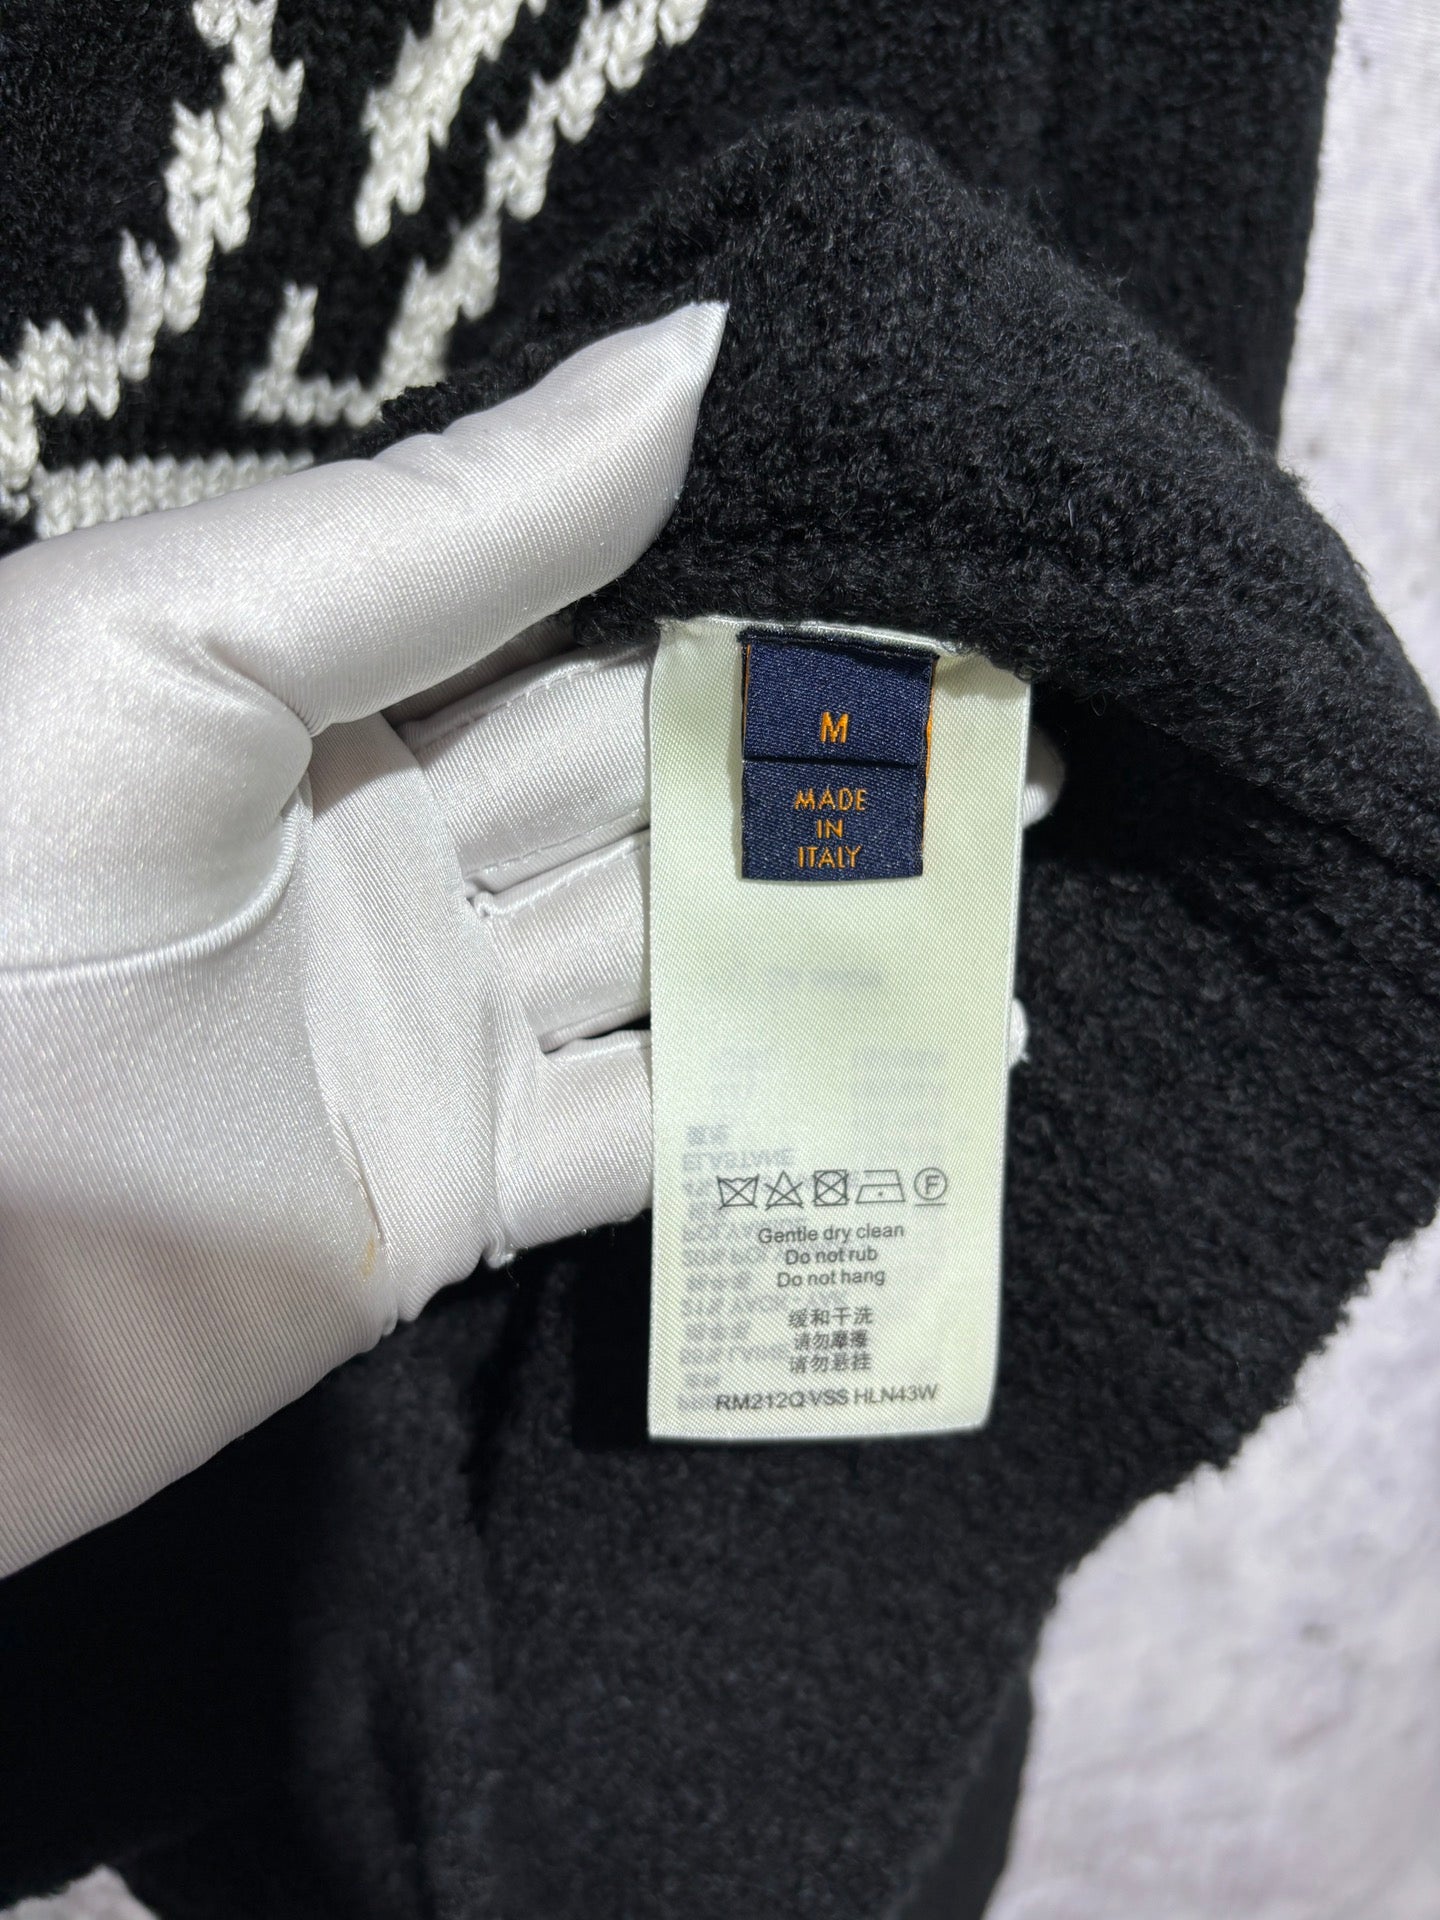 M
MADE
IN
ITALY
F
Gentle dry clean
Do not rub
Do not hang
缓和干洗
请勿摩擦
请勿悬挂
RM212Q VSS HLN43W